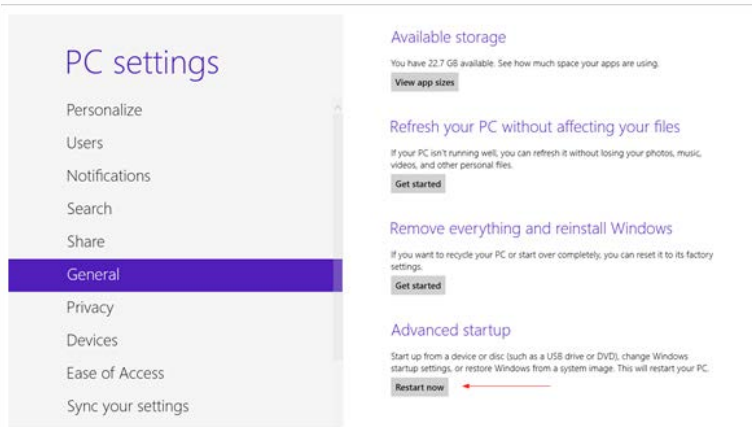 PC settings
Personalize
Users
Notifications
Search
Share
General
Privacy
Devices
Ease of Access
Sync your settings
Available storage
You have 22.7 GB available. See how much space your apps are using.
View app sizes
Refresh your PC without affecting your files
If your PC isn't running well, you can refresh it without losing your photos, music,
videos, and other personal files.
Get started
Remove everything and reinstall Windows
If you want to recycle your PC or start over completely, you can reset it to its factory
settings.
Get started
Advanced startup
Start up from a device or disc (such as a USB drive or DVD), change Windows
startup settings, or restore Windows from a system image. This will restart your PC.
Restart now